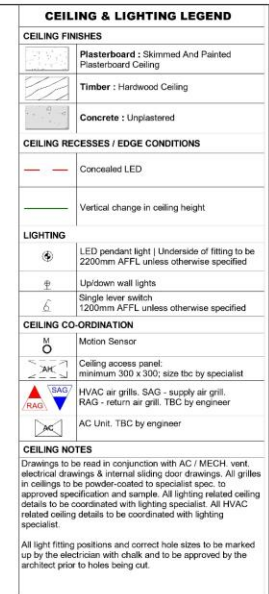 CEILING & LIGHTING LEGEND
CEILING FINISHES
Plasterboard : Skimmed And Painted
Plasterboard Ceiling
Timber : Hardwood Ceiling
Concrete : Unplastered
CEILING RECESSES / EDGE CONDITIONS
Concealed LED
Vertical change in ceiling height
LIGHTING
LED pendant light | Underside of fitting to be
2200mm AFFL unless otherwise specified
Up/down wall lights
Single lever switch
1200mm AFFL unless otherwise specified
CEILING CO-ORDINATION
M
Motion Sensor
AH
Ceiling access panel:
minimum 300 x 300; size tbc by specialist
RAG
SAG
HVAC air grills. SAG - supply air grill.
RAG - return air grill. TBC by engineer
AC
AC Unit. TBC by engineer
CEILING NOTES
Drawings to be read in conjunction with AC / MECH. vent.
electrical drawings & internal sliding door drawings. All grilles
in ceilings to be powder-coated to specialist spec. to
approved specification and sample. All lighting related ceiling
details to be coordinated with lighting specialist. All HVAC
related ceiling details to be coordinated with lighting
specialist.
All light fitting positions and correct hole sizes to be marked
up by the electrician with chalk and to be approved by the
architect prior to holes being cut.